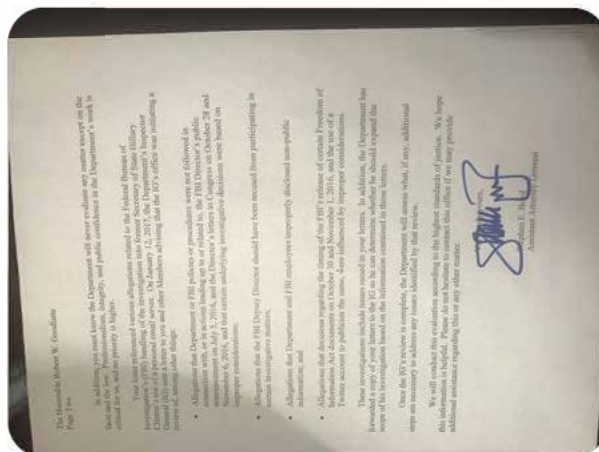 The Honorable Robert W. Goodlatte
Page Two
In addition, you must know the Department will never evaluate any matter except on the
facts and the law. Professionalism, integrity, and public confidence in the Department's work is
critical for us, and no priority is higher.
Your letter referenced various allegations related to the Federal Bureau of
Investigation's (FBI) handling of the investigation into former Secretary of State Hillary
Clinton's use of a personal email server. On January 12, 2017, the Department's Inspector
General (IG) sent a letter to you and other Members advising that the IG's office was initiating a
review of, among other things:
• Allegations that Department or FBI policies or procedures were not followed in
connection with, or in actions leading up to or related to, the FBI Director's public
announcement on July 5, 2016, and the Director's letters to Congress on October 28 and
November 6, 2016, and that certain underlying investigative decisions were based on
improper considerations;
• Allegations that the FBI Deputy Director should have been recused from participating in
certain investigative matters;
• Allegations that Department and FBI employees improperly disclosed non-public
information; and
• Allegations that decisions regarding the timing of the FBI's release of certain Freedom of
Information Act documents on October 30 and November 1, 2016, and the use of a
Twitter account to publicize the same, were influenced by improper considerations.
These investigations include issues raised in your letters. In addition, the Department has
forwarded a copy of your letters to the IG so he can determine whether he should expand the
scope of his investigation based on the information contained in those letters.
Once the IG's review is complete, the Department will assess what, if any, additional
steps are necessary to address any issues identified by that review.
We will conduct this evaluation according to the highest standards of justice. We hope
this information is helpful. Please do not hesitate to contact this office if we may provide
additional assistance regarding this or any other matter.
Stephen E.
Assistant Attorney General